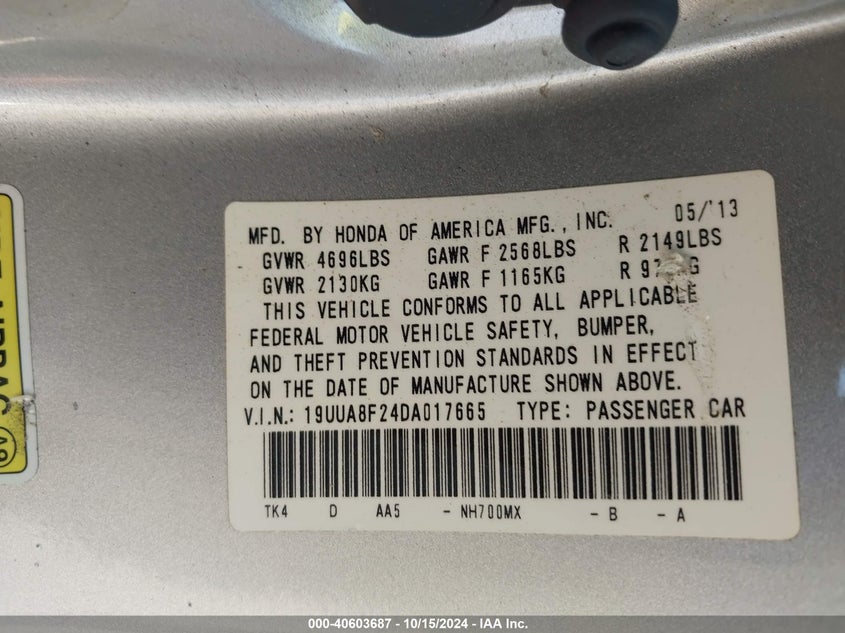 MFD. BY HONDA OF AMERICA MFG., INC. 05/'13
GVWR 4696LBS GAWR F 2568LBS R 2149LBS
GVWR 2130KG GAWR F 1165KG R
THIS VEHICLE CONFORMS TO ALL APPLICABLE
FEDERAL MOTOR VEHICLE SAFETY, BUMPER,
AND THEFT PREVENTION STANDARDS IN EFFECT
ON THE DATE OF MANUFACTURE SHOWN ABOVE.
V.I.N.: 19UUA8F24DA017665 TYPE: PASSENGER CAR
TK4 D AA5 - NH700MX - B - A
000-40603687 - 10/15/2024 - IAA Inc.